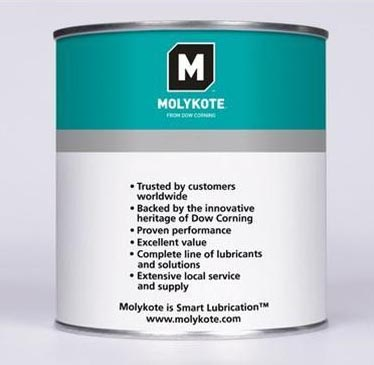 M
MOLYKOTE
FROM DOW CORNING
• Trusted by customers
worldwide
• Backed by the innovative
heritage of Dow Corning
• Proven performance
• Excellent value
• Complete line of lubricants
and solutions
• Extensive local service
and supply
Molykote is Smart Lubrication™
www.molykote.com